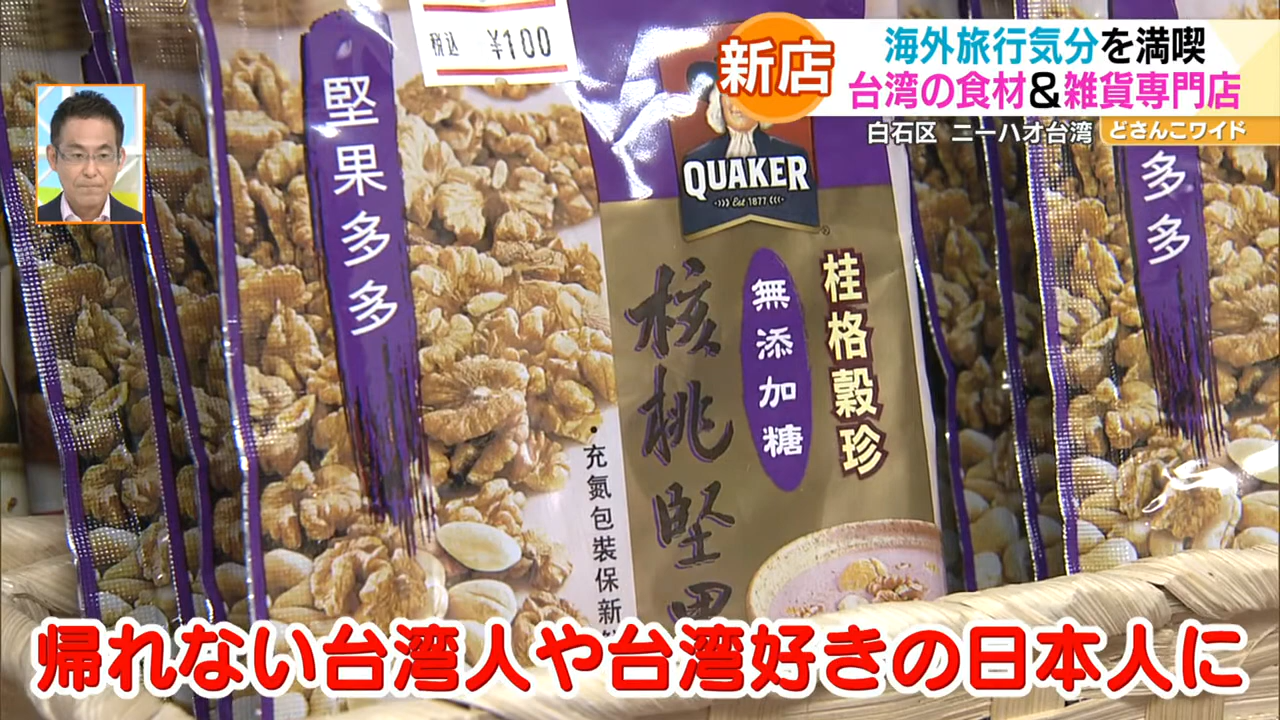 税込 ¥100
新店
海外旅行気分を満喫
台湾の食材&雑貨専門店
白石区 ニーハオ台湾
どさんこワイド
堅果多多
QUAKER
Est 1877
桂格穀珍
無添加糖
核桃堅果
・充氮包裝保新鮮
多多
帰れない台湾人や台湾好きの日本人に